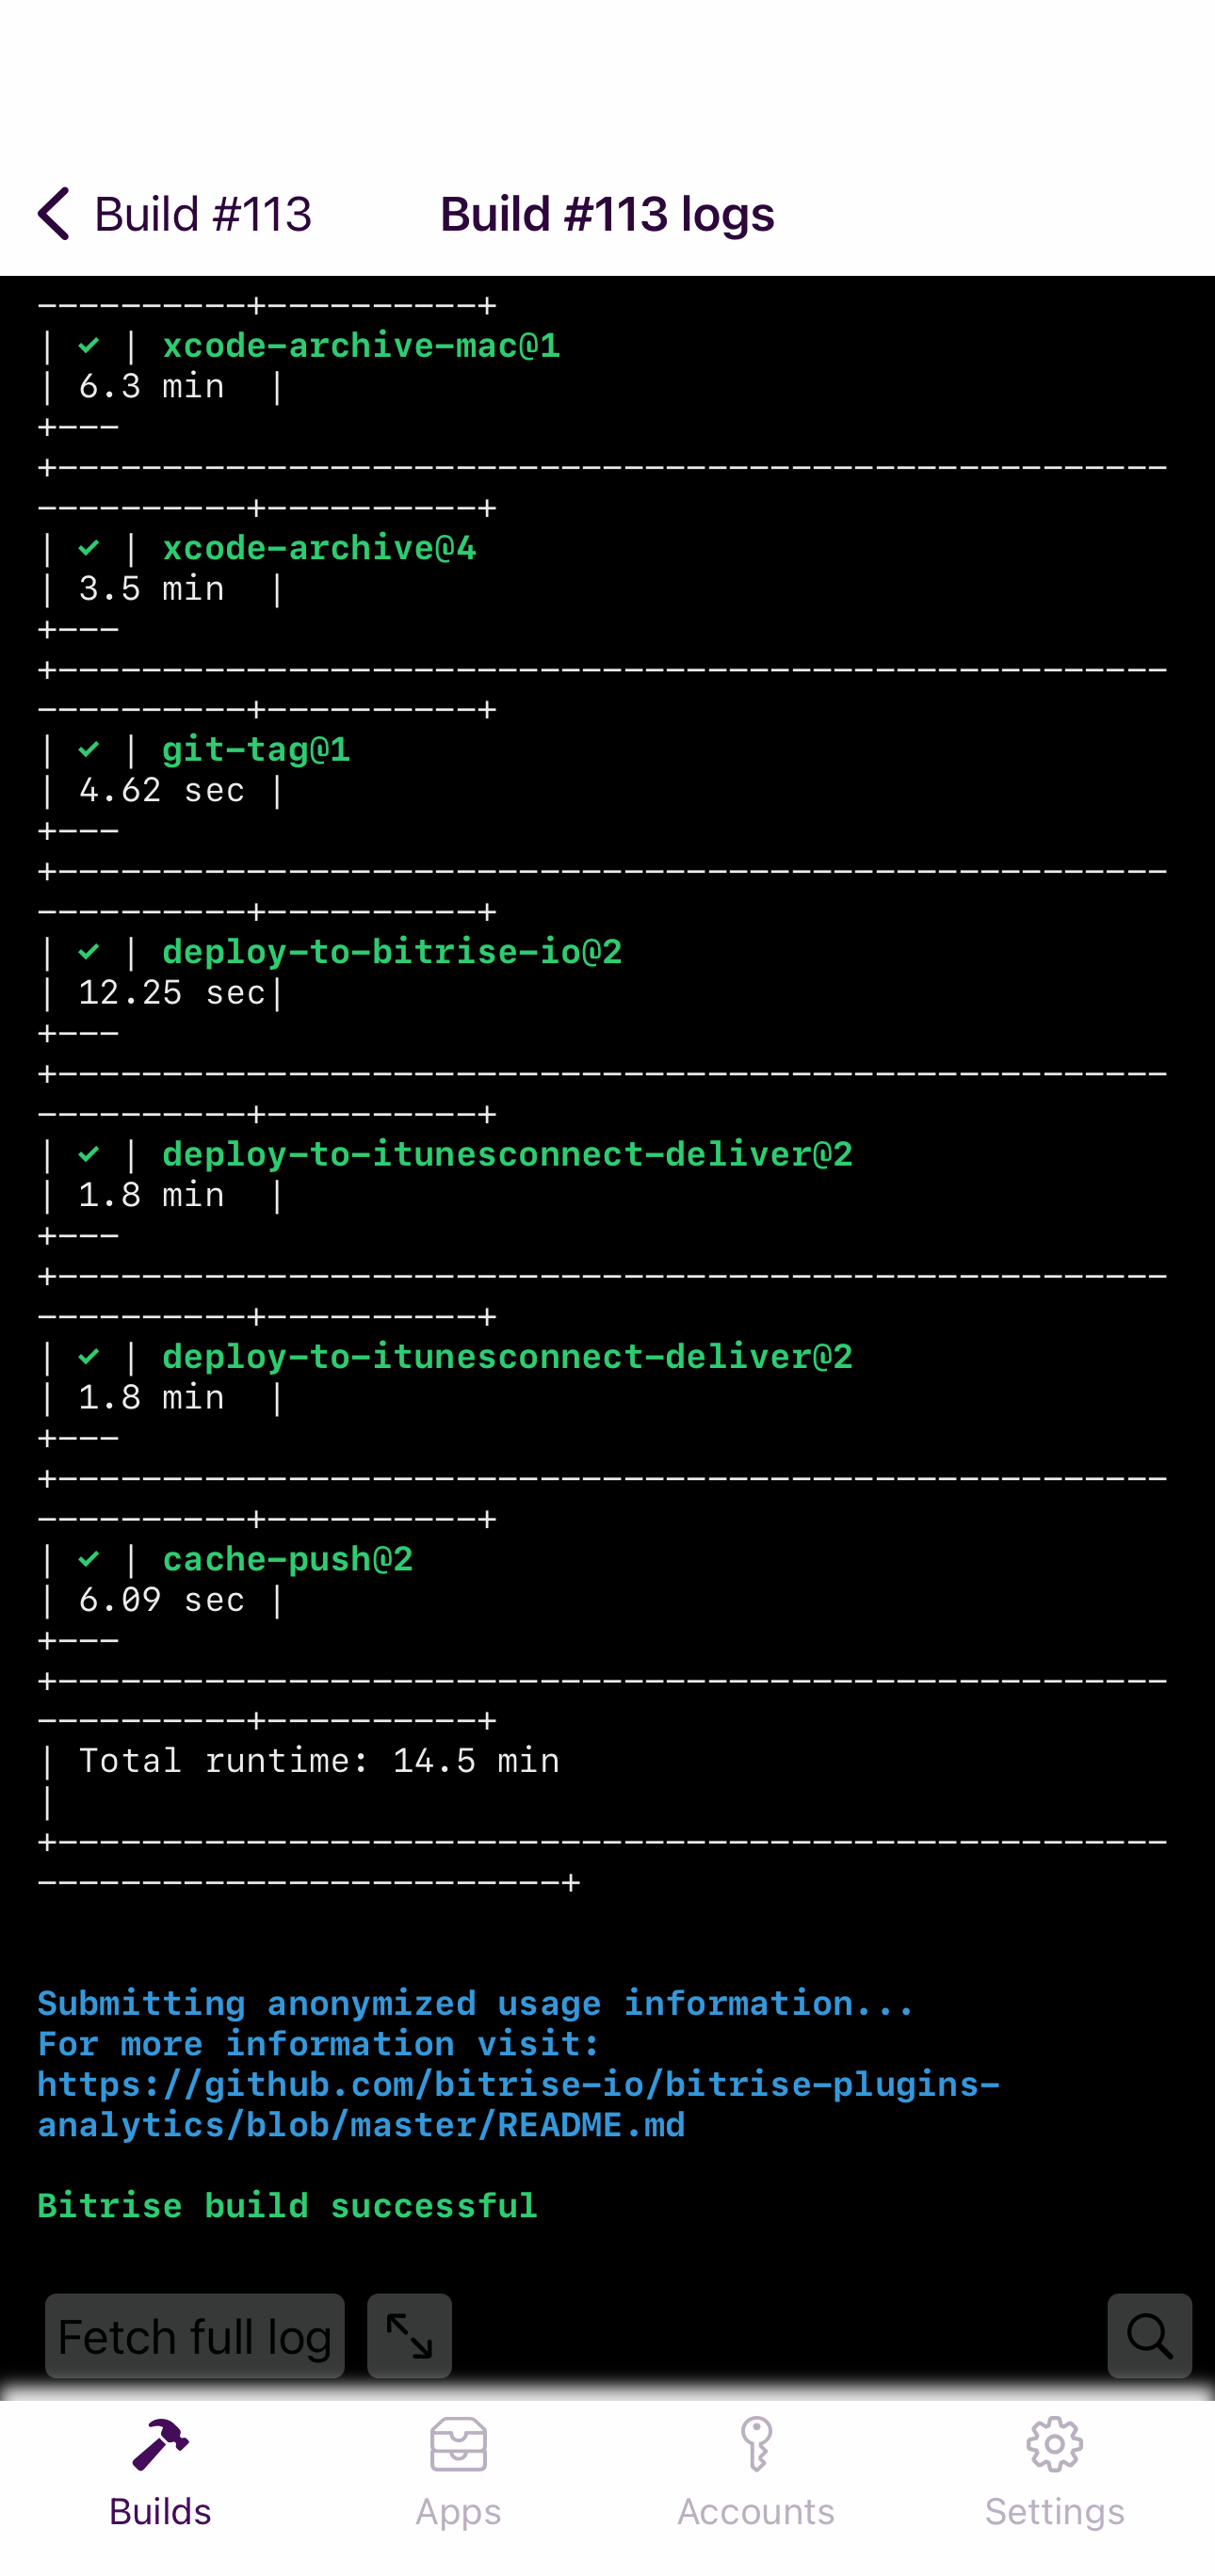 Build #113
Build #113 logs
----------+----------+
| ✓ | xcode-archive-mac@1
| 6.3 min  |
+---
+-----------------------------------------------------
----------+----------+
| ✓ | xcode-archive@4
| 3.5 min  |
+---
+-----------------------------------------------------
----------+----------+
| ✓ | git-tag@1
| 4.62 sec |
+---
+-----------------------------------------------------
----------+----------+
| ✓ | deploy-to-bitrise-io@2
| 12.25 sec|
+---
+-----------------------------------------------------
----------+----------+
| ✓ | deploy-to-itunesconnect-deliver@2
| 1.8 min  |
+---
+-----------------------------------------------------
----------+----------+
| ✓ | deploy-to-itunesconnect-deliver@2
| 1.8 min  |
+---
+-----------------------------------------------------
----------+----------+
| ✓ | cache-push@2
| 6.09 sec |
+---
+-----------------------------------------------------
----------+----------+
| Total runtime: 14.5 min
|
+-----------------------------------------------------
-------------------------+
Submitting anonymized usage information...
For more information visit:
https://github.com/bitrise-io/bitrise-plugins-
analytics/blob/master/README.md
Bitrise build successful
Fetch full log
Builds
Apps
Accounts
Settings